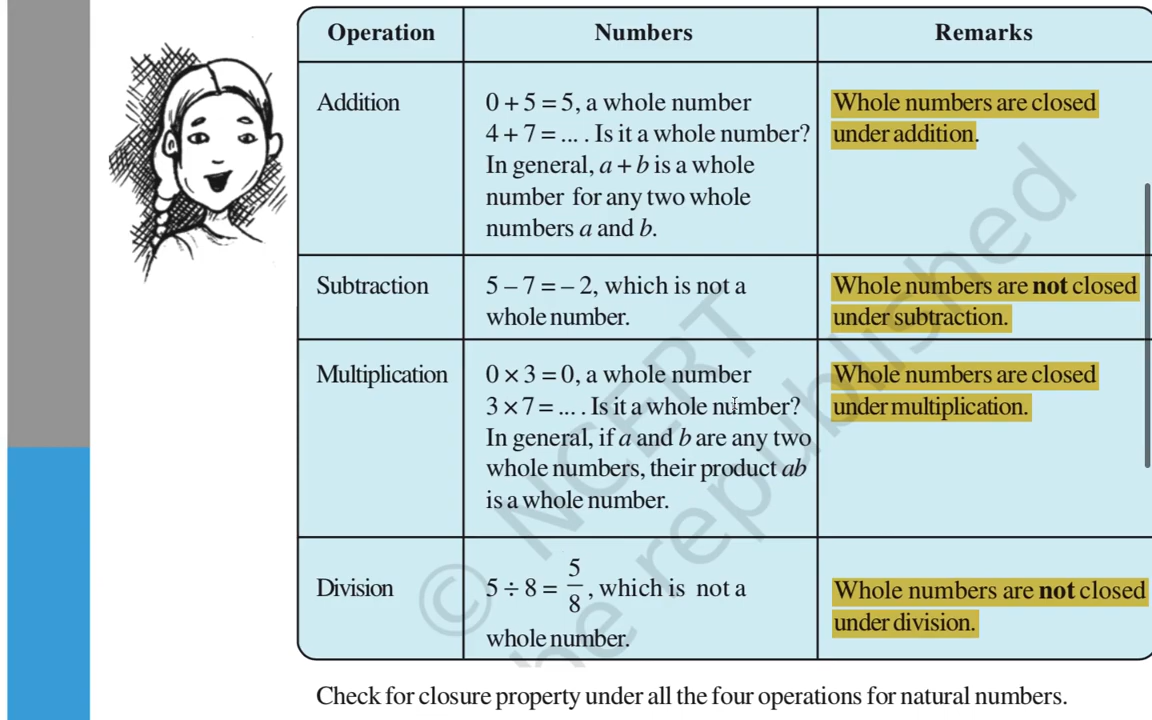 Operation Numbers Remarks
Addition 0 + 5 = 5, a whole number Whole numbers are closed
4 + 7 = ... . Is it a whole number? under addition.
In general, a + b is a whole
number for any two whole
numbers a and b.
Subtraction 5 – 7 = – 2, which is not a Whole numbers are not closed
whole number. under subtraction.
Multiplication 0 × 3 = 0, a whole number Whole numbers are closed
3 × 7 = ... . Is it a whole number? under multiplication.
In general, if a and b are any two
whole numbers, their product ab
is a whole number.
Division 5 ÷ 8 = 5/8, which is not a Whole numbers are not closed
whole number. under division.
Check for closure property under all the four operations for natural numbers.
© NCERT
be republished